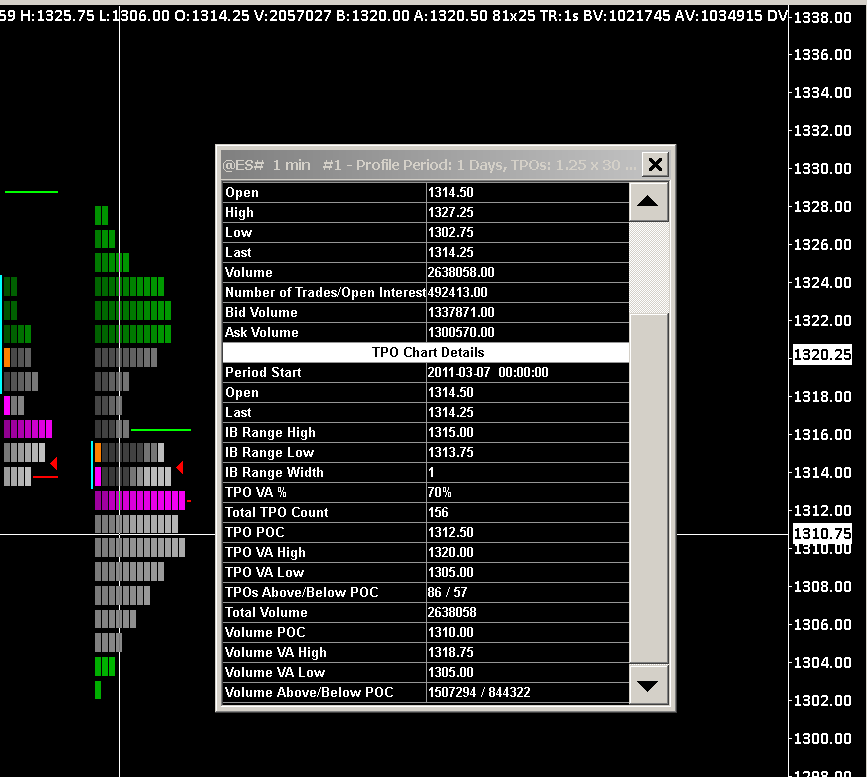 59 H:1325.75 L:1306.00 O:1314.25 V:2057027 B:1320.00 A:1320.50 81x25 TR:1s BV:1021745 AV:1034915 DV
@ES# 1 min #1 - Profile Period: 1 Days, TPOs: 1.25 x 30 ...
Open 1314.50
High 1327.25
Low 1302.75
Last 1314.25
Volume 2638058.00
Number of Trades/Open Interest 492413.00
Bid Volume 1337871.00
Ask Volume 1300570.00
TPO Chart Details
Period Start 2011-03-07 00:00:00
Open 1314.50
Last 1314.25
IB Range High 1315.00
IB Range Low 1313.75
IB Range Width 1
TPO VA % 70%
Total TPO Count 156
TPO POC 1312.50
TPO VA High 1320.00
TPO VA Low 1305.00
TPOs Above/Below POC 86 / 57
Total Volume 2638058
Volume POC 1310.00
Volume VA High 1318.75
Volume VA Low 1305.00
Volume Above/Below POC 1507294 / 844322
1338.00
1336.00
1334.00
1332.00
1330.00
1328.00
1326.00
1324.00
1322.00
1320.25
1318.00
1316.00
1314.00
1312.00
1310.75
1310.00
1308.00
1306.00
1304.00
1302.00
1300.00
1298.00